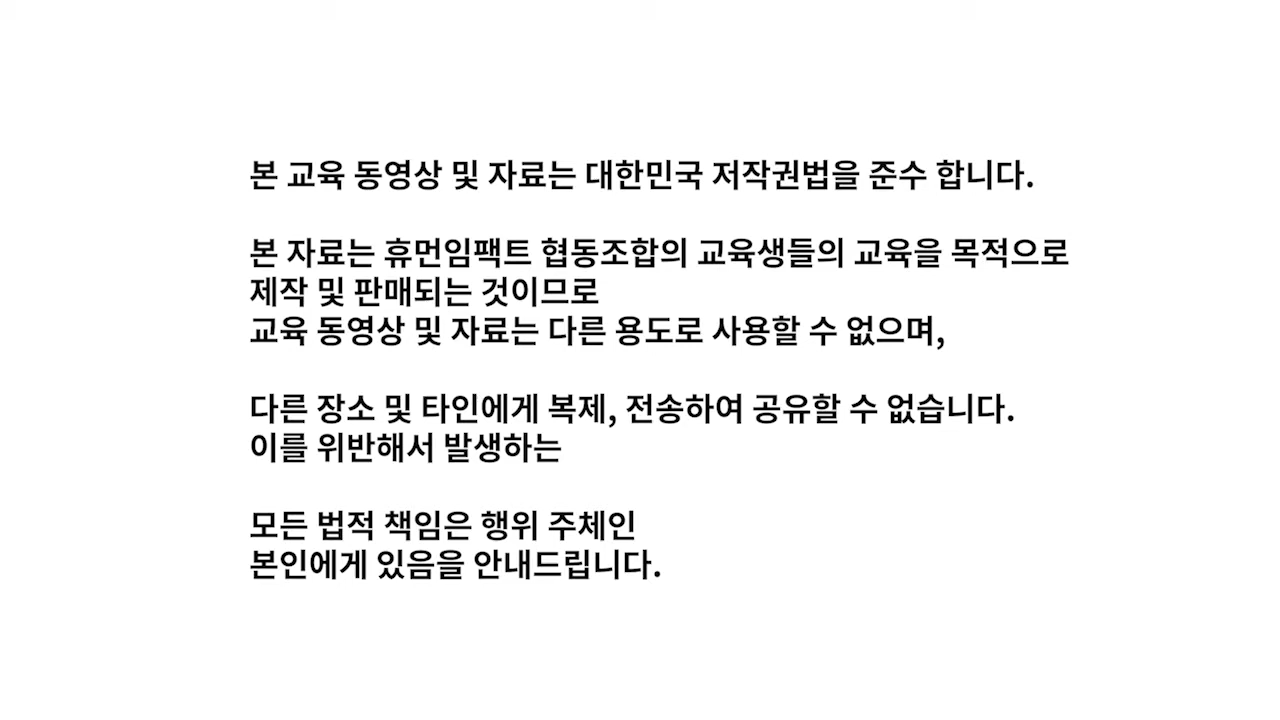 본 교육 동영상 및 자료는 대한민국 저작권법을 준수 합니다.
본 자료는 휴먼임팩트 협동조합의 교육생들의 교육을 목적으로
제작 및 판매되는 것이므로
교육 동영상 및 자료는 다른 용도로 사용할 수 없으며,
다른 장소 및 타인에게 복제, 전송하여 공유할 수 없습니다.
이를 위반해서 발생하는
모든 법적 책임은 행위 주체인
본인에게 있음을 안내드립니다.